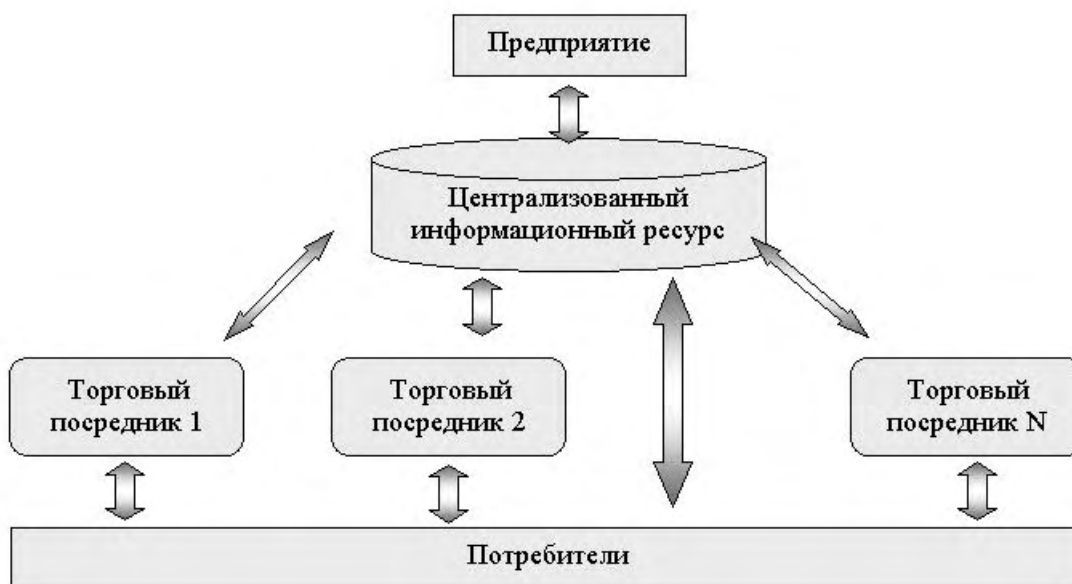 Предприятие
Централизованный
информационный ресурс
Торговый
посредник 1
Торговый
посредник 2
Торговый
посредник N
Потребители